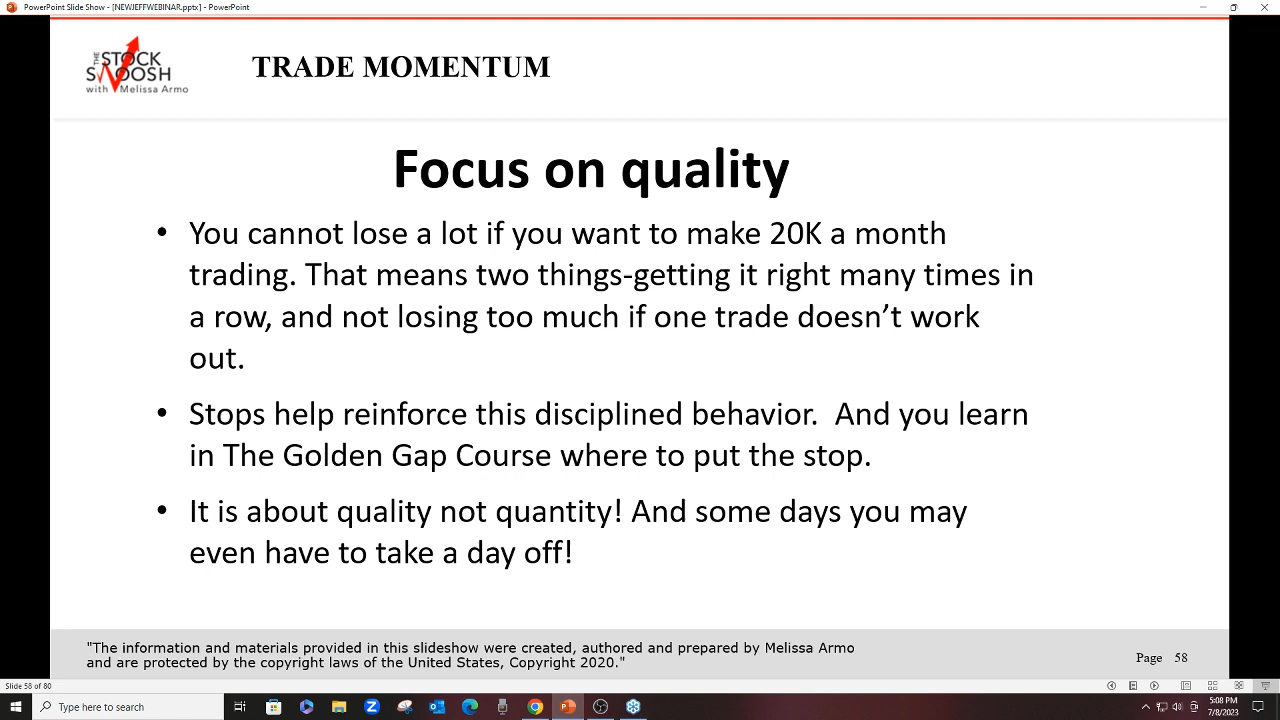 PowerPoint Slide Show - [NEWJEFFWEBINAR.pptx] - PowerPoint
THE STOCK
SWOOSH
with Melissa Armo
TRADE MOMENTUM
Focus on quality
• You cannot lose a lot if you want to make 20K a month
trading. That means two things-getting it right many times in
a row, and not losing too much if one trade doesn’t work
out.
• Stops help reinforce this disciplined behavior.  And you learn
in The Golden Gap Course where to put the stop.
• It is about quality not quantity! And some days you may
even have to take a day off!
"The information and materials provided in this slideshow were created, authored and prepared by Melissa Armo
and are protected by the copyright laws of the United States, Copyright 2020."
Page 58
Slide 58 of 80
Type here to search
5:08 PM
7/8/2023